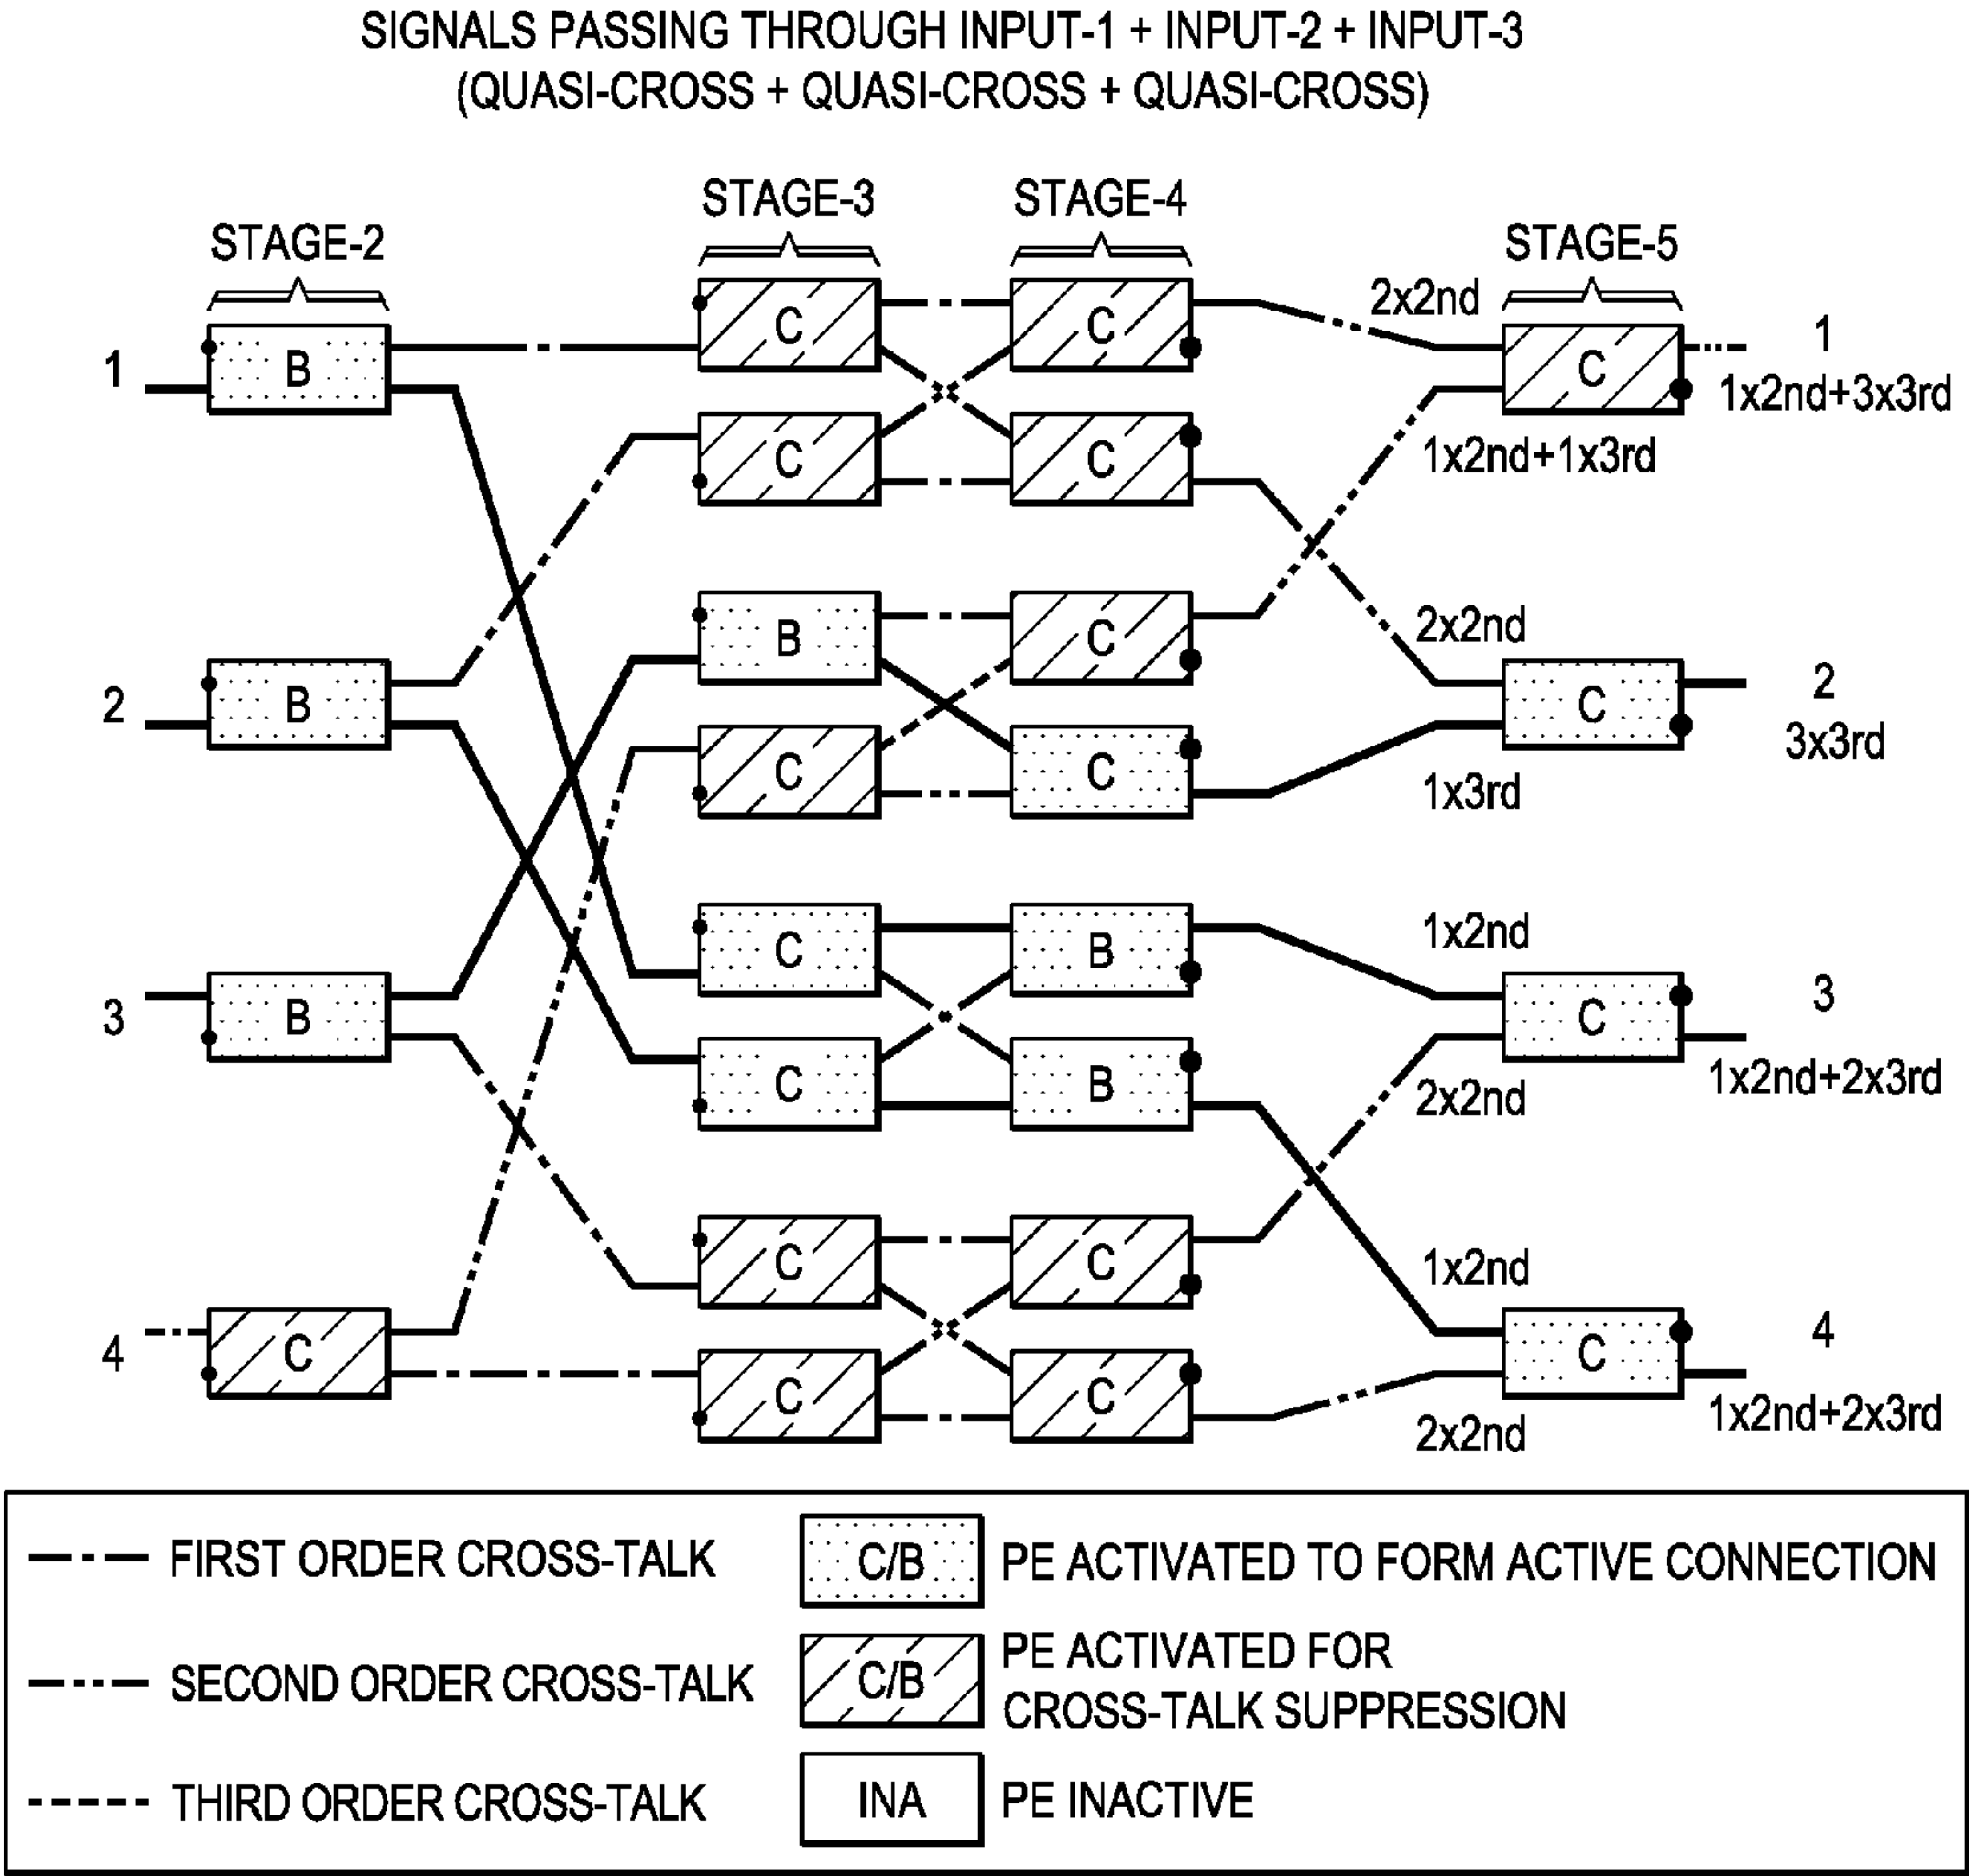 SIGNALS PASSING THROUGH INPUT-1 + INPUT-2 + INPUT-3
(QUASI-CROSS + QUASI-CROSS + QUASI-CROSS)
STAGE-2
STAGE-3
STAGE-4
STAGE-5
1
B
C
C
2x2nd
C
1
1x2nd+3x3rd
C
C
1x2nd+1x3rd
2
B
B
C
2x2nd
C
2
3x3rd
C
C
1x3rd
3
B
C
B
1x2nd
C
3
1x2nd+2x3rd
C
B
2x2nd
4
C
C
C
1x2nd
C
4
1x2nd+2x3rd
C
C
2x2nd
FIRST ORDER CROSS-TALK
C/B
PE ACTIVATED TO FORM ACTIVE CONNECTION
SECOND ORDER CROSS-TALK
C/B
PE ACTIVATED FOR
CROSS-TALK SUPPRESSION
THIRD ORDER CROSS-TALK
INA
PE INACTIVE